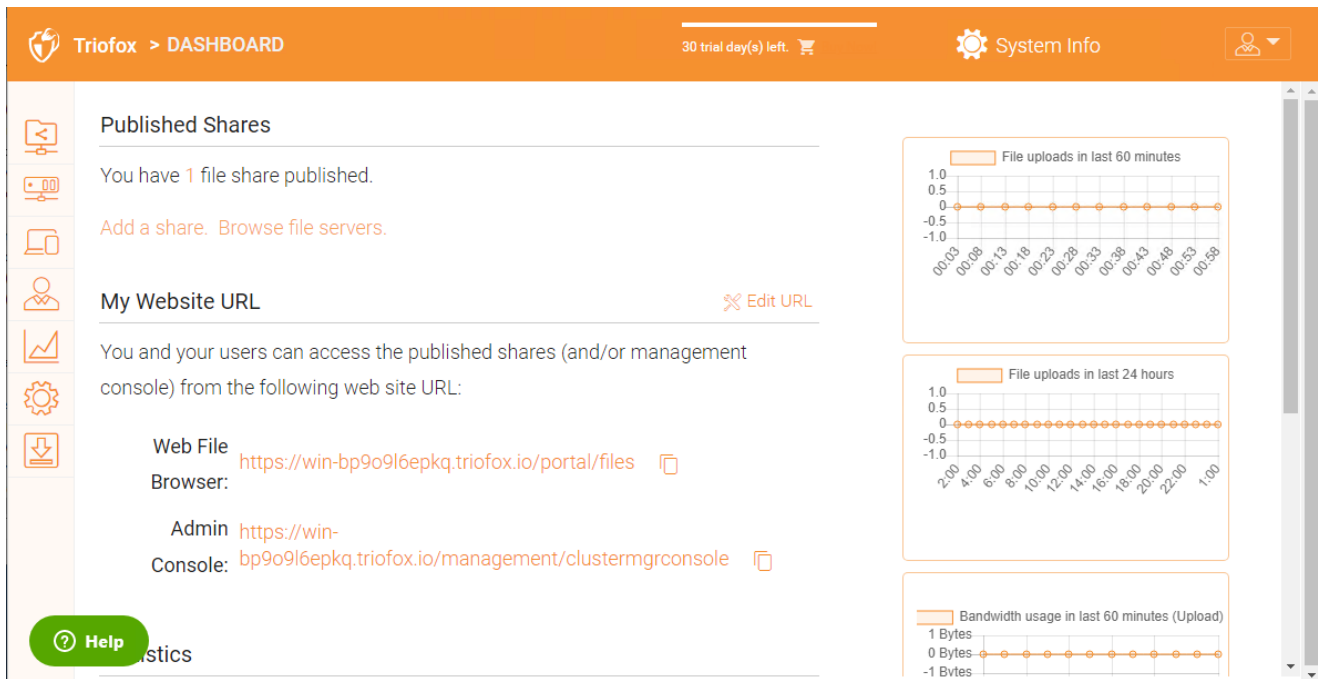 Triofox > DASHBOARD
30 trial day(s) left.
System Info
Published Shares
You have 1 file share published.
Add a share. Browse file servers.
My Website URL
Edit URL
You and your users can access the published shares (and/or management
console) from the following web site URL:
Web File
Browser:
https://win-bp9o9l6epkq.triofox.io/portal/files
Admin
Console:
https://win-
bp9o9l6epkq.triofox.io/management/clustermgrconsole
Help
istics
File uploads in last 60 minutes
1.0
0.5
0
-0.5
-1.0
00:03 00:08 00:13 00:18 00:23 00:28 00:33 00:38 00:43 00:48 00:53 00:58
File uploads in last 24 hours
1.0
0.5
0
-0.5
-1.0
2:00 4:00 6:00 8:00 10:00 12:00 14:00 16:00 18:00 20:00 22:00 1:00
Bandwidth usage in last 60 minutes (Upload)
1 Bytes
0 Bytes
-1 Bytes